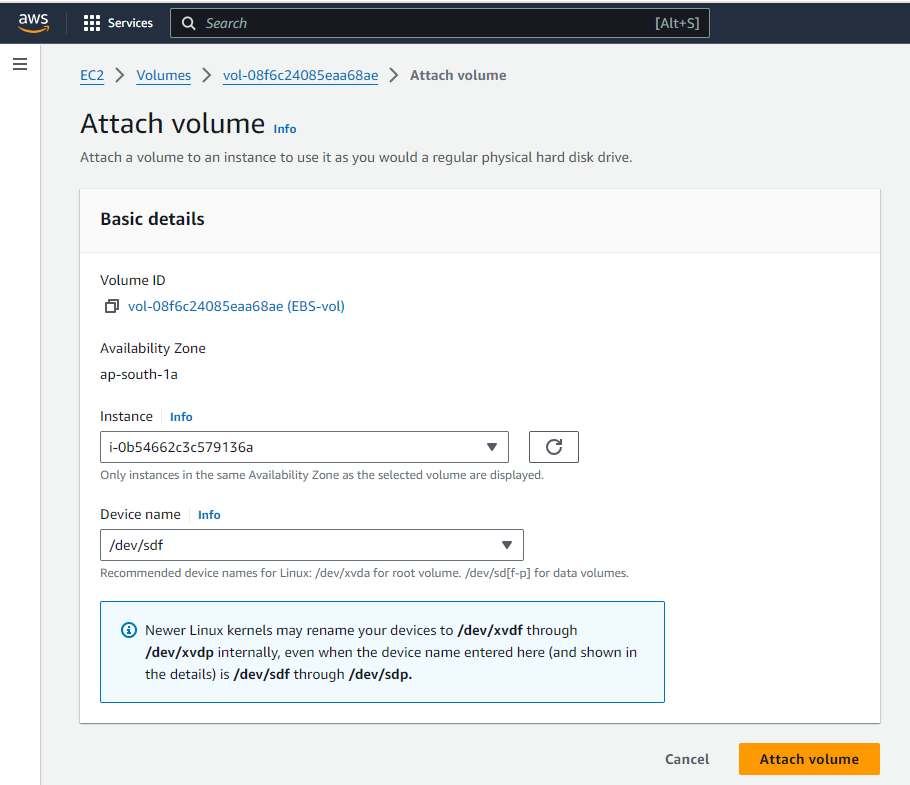 aws Services Search [Alt+S]
EC2 > Volumes > vol-08f6c24085eaa68ae > Attach volume
Attach volume Info
Attach a volume to an instance to use it as you would a regular physical hard disk drive.
Basic details
Volume ID
vol-08f6c24085eaa68ae (EBS-vol)
Availability Zone
ap-south-1a
Instance Info
i-0b54662c3c579136a
Only instances in the same Availability Zone as the selected volume are displayed.
Device name Info
/dev/sdf
Recommended device names for Linux: /dev/xvda for root volume. /dev/sd[f-p] for data volumes.
Newer Linux kernels may rename your devices to /dev/xvdf through
/dev/xvdp internally, even when the device name entered here (and shown in
the details) is /dev/sdf through /dev/sdp.
Cancel Attach volume